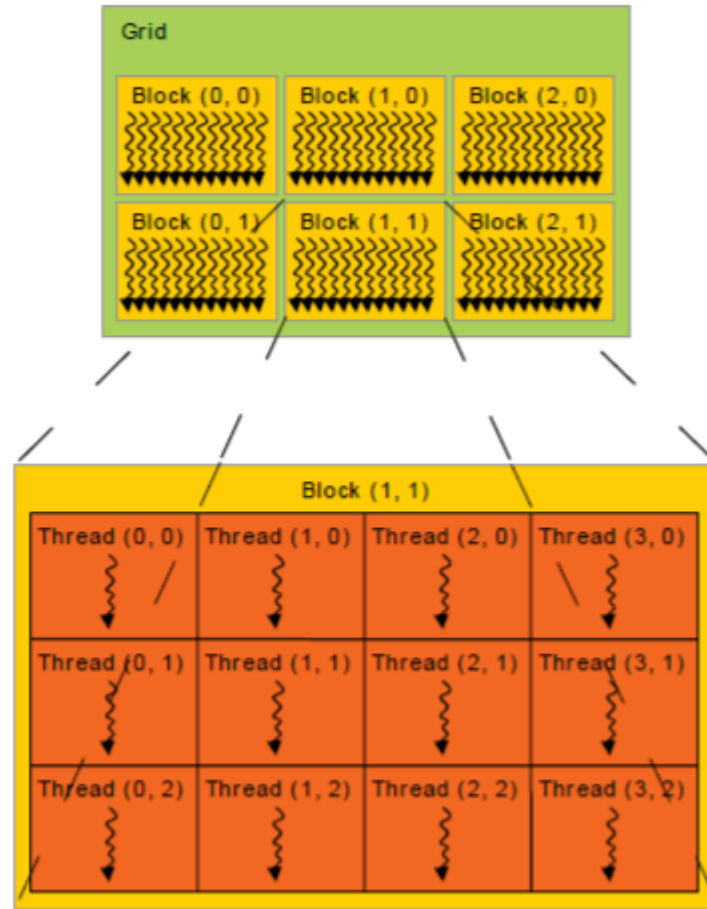 Grid
Block (0, 0) Block (1, 0) Block (2, 0)
Block (0, 1) Block (1, 1) Block (2, 1)
Block (1, 1)
Thread (0, 0) Thread (1, 0) Thread (2, 0) Thread (3, 0)
Thread (0, 1) Thread (1, 1) Thread (2, 1) Thread (3, 1)
Thread (0, 2) Thread (1, 2) Thread (2, 2) Thread (3, 2)